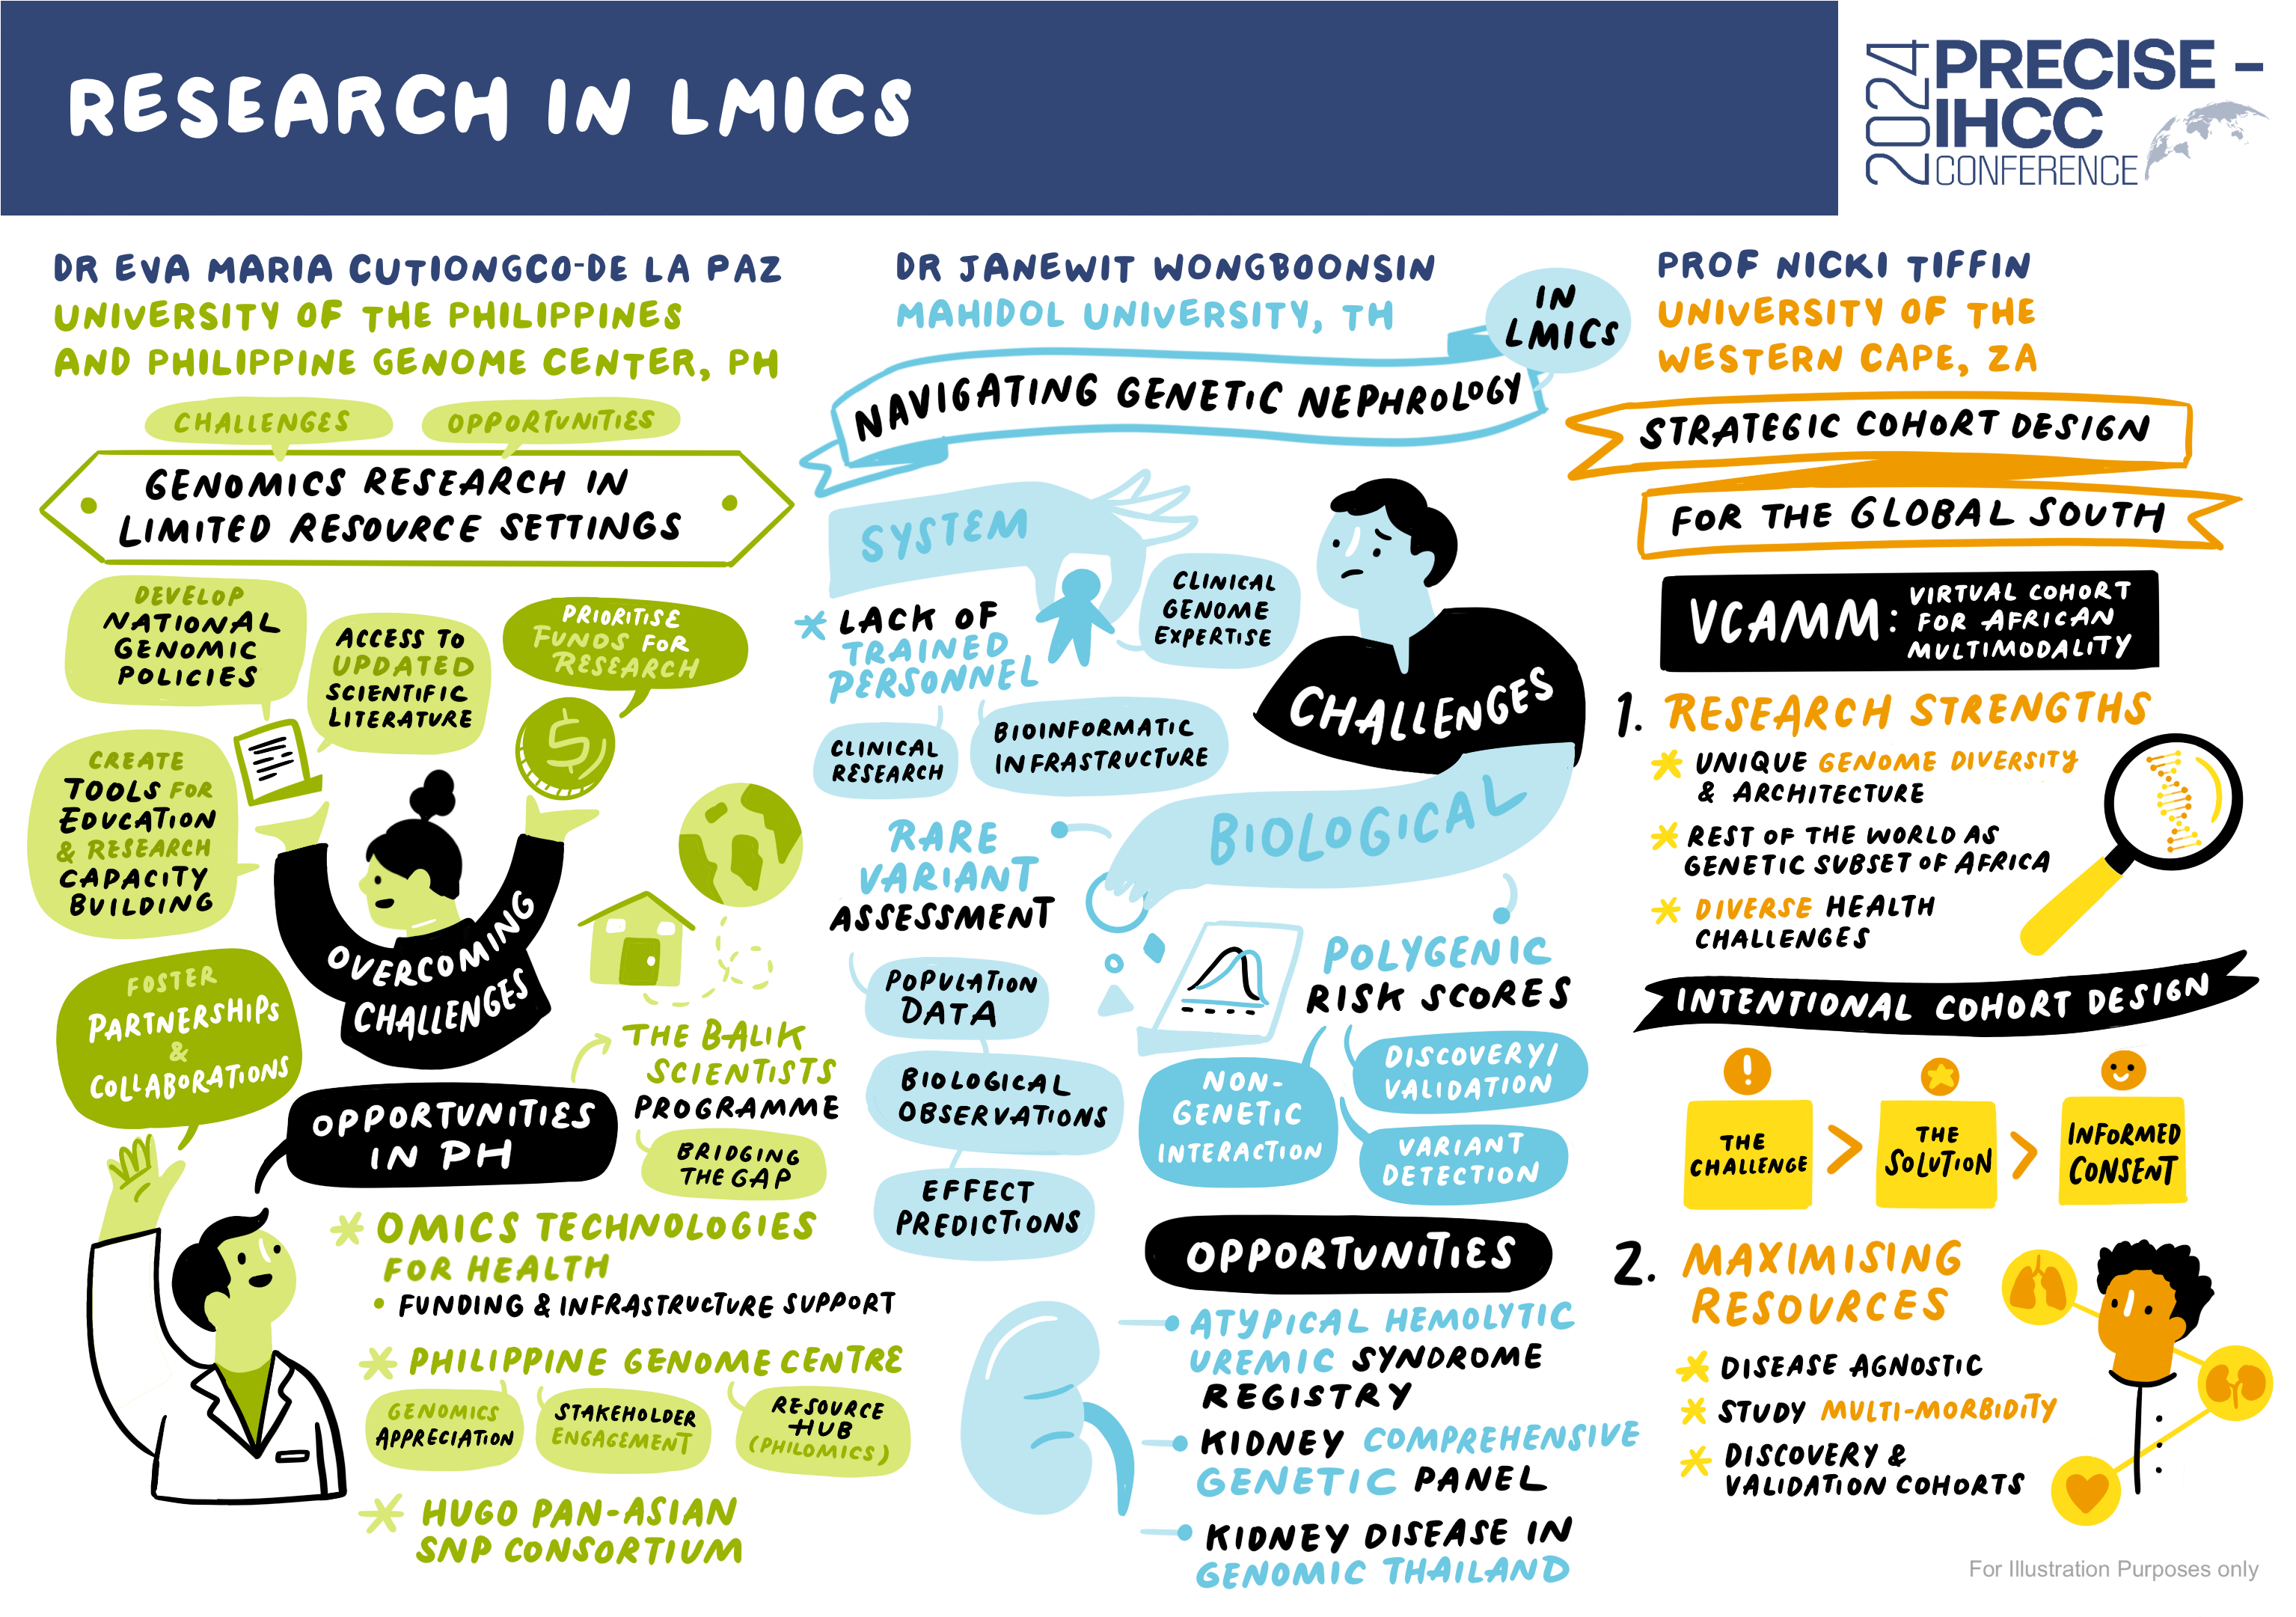 RESEARCH IN LMICS
2024
PRECISE –
IHCC
CONFERENCE
DR EVA MARIA CUTIONGCO-DE LA PAZ
UNIVERSITY OF THE PHILIPPINES
AND PHILIPPINE GENOME CENTER, PH
CHALLENGES
OPPORTUNITIES
GENOMICS RESEARCH IN
LIMITED RESOURCE SETTINGS
DEVELOP
NATIONAL
GENOMIC
POLICIES
ACCESS TO
UPDATED
SCIENTIFIC
LITERATURE
PRIORITISE
FUNDS FOR
RESEARCH
$
CREATE
TOOLS FOR
EDUCATION
& RESEARCH
CAPACITY
BUILDING
OVERCOMING
CHALLENGES
FOSTER
PARTNERSHIPS
&
COLLABORATIONS
OPPORTUNITIES
IN PH
THE BALIK
SCIENTISTS
PROGRAMME
BRIDGING
THE GAP
* OMICS TECHNOLOGIES
FOR HEALTH
• FUNDING & INFRASTRUCTURE SUPPORT
* PHILIPPINE GENOME CENTRE
GENOMICS
APPRECIATION
STAKEHOLDER
ENGAGEMENT
RESOURCE
HUB
(PHILOMICS)
* HUGO PAN-ASIAN
SNP CONSORTIUM
DR JANEWIT WONGBOONSIN
MAHIDOL UNIVERSITY, TH
NAVIGATING GENETIC NEPHROLOGY
IN
LMICS
SYSTEM
* LACK OF
TRAINED
PERSONNEL
CLINICAL
GENOME
EXPERTISE
CLINICAL
RESEARCH
BIOINFORMATIC
INFRASTRUCTURE
CHALLENGES
BIOLOGICAL
RARE
VARIANT
ASSESSMENT
POPULATION
DATA
BIOLOGICAL
OBSERVATIONS
EFFECT
PREDICTIONS
POLYGENIC
RISK SCORES
NON-
GENETIC
INTERACTION
DISCOVERY/
VALIDATION
VARIANT
DETECTION
OPPORTUNITIES
ATYPICAL HEMOLYTIC
UREMIC SYNDROME
REGISTRY
KIDNEY COMPREHENSIVE
GENETIC PANEL
KIDNEY DISEASE IN
GENOMIC THAILAND
PROF NICKI TIFFIN
UNIVERSITY OF THE
WESTERN CAPE, ZA
STRATEGIC COHORT DESIGN
FOR THE GLOBAL SOUTH
VCAMM: VIRTUAL COHORT
FOR AFRICAN
MULTIMODALITY
1. RESEARCH STRENGTHS
* UNIQUE GENOME DIVERSITY
& ARCHITECTURE
* REST OF THE WORLD AS
GENETIC SUBSET OF AFRICA
* DIVERSE HEALTH
CHALLENGES
INTENTIONAL COHORT DESIGN
!
THE
CHALLENGE
>
THE
SOLUTION
>
INFORMED
CONSENT
2. MAXIMISING
RESOURCES
* DISEASE AGNOSTIC
* STUDY MULTI-MORBIDITY
* DISCOVERY &
VALIDATION COHORTS
For Illustration Purposes only